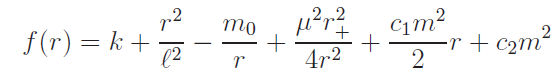 f(r) = k + \frac{r^2}{\ell^2} - \frac{m_0}{r} + \frac{\mu^2 r_+^2}{4r^2} + \frac{c_1 m^2}{2} r + c_2 m^2